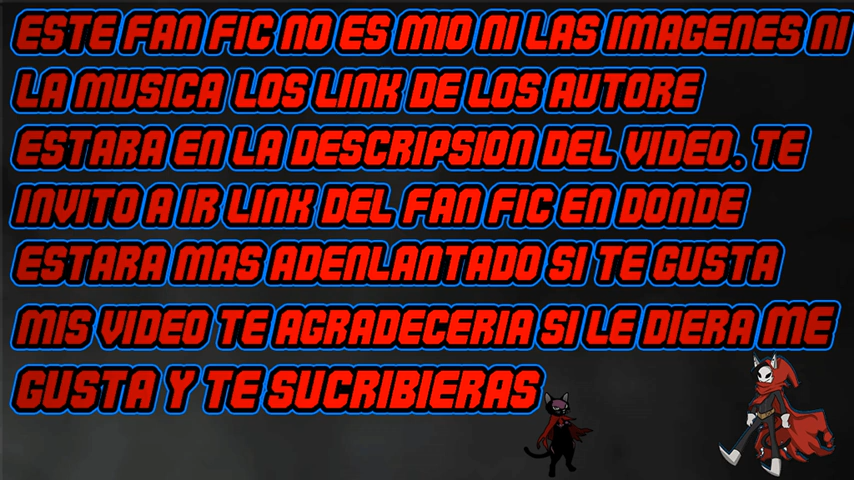 ESTE FAN FIC NO ES MIO NI LAS IMAGENES NI
LA MUSICA LOS LINK DE LOS AUTORE
ESTARA EN LA DESCRIPSION DEL VIDEO. TE
INVITO A IR LINK DEL FAN FIC EN DONDE
ESTARA MAS ADENLANTADO SI TE GUSTA
MIS VIDEO TE AGRADECERIA SI LE DIERA ME
GUSTA Y TE SUCRIBIERAS